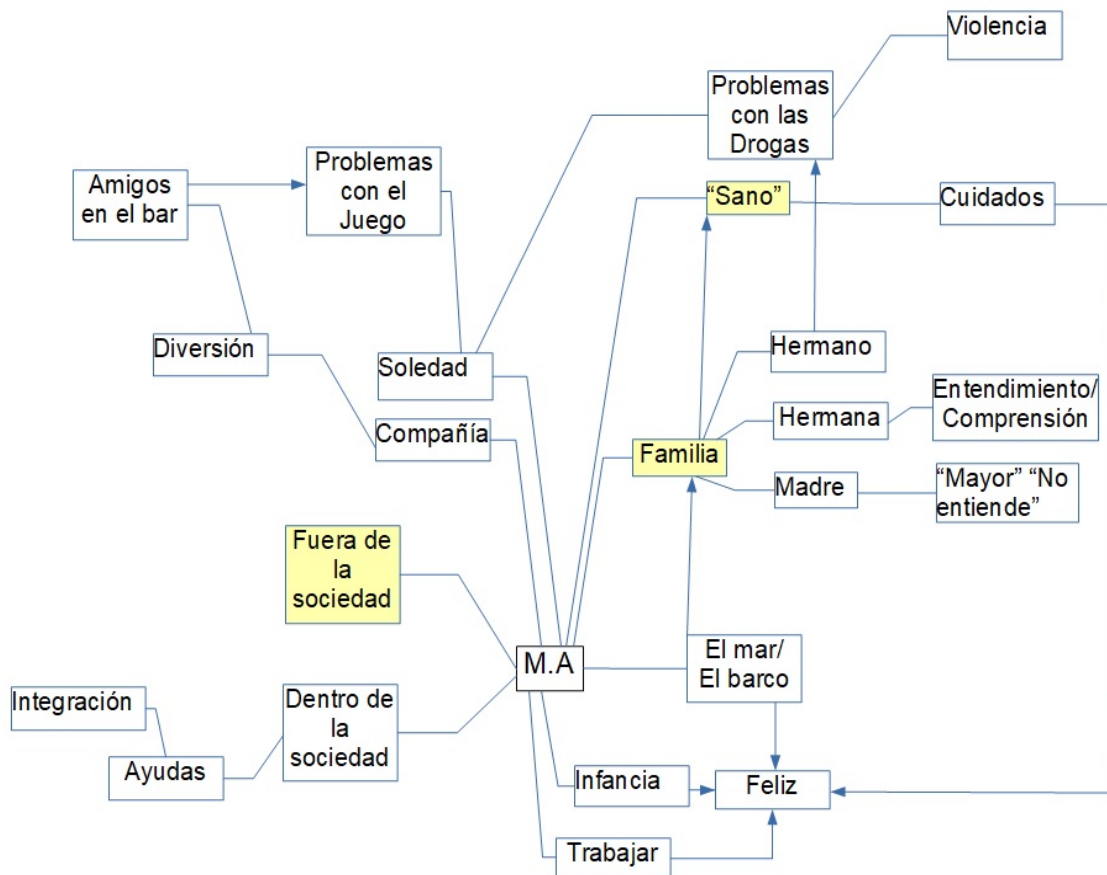 Violencia
Problemas
con las
Drogas
Problemas
con el
Juego
Amigos
en el bar
“Sano”
Cuidados
Diversión
Soledad
Hermano
Entendimiento/
Comprensión
Hermana
Compañía
Familia
Madre
“Mayor” “No
entiende”
Fuera de
la
sociedad
M.A
El mar/
El barco
Integración
Dentro de
la
sociedad
Ayudas
Infancia
Feliz
Trabajar